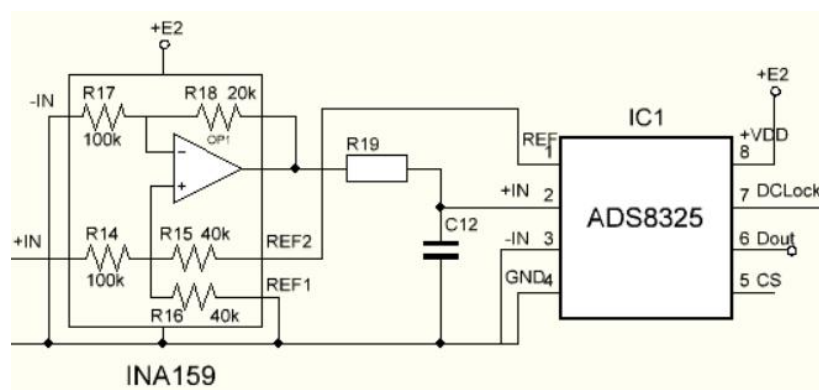 +E2
R17
R18 20k
-IN
100k
OP1
+IN
R14
100k
R15 40k
REF2
REF1
R16
40k
INA159
R19
C12
+E2
IC1
REF
1
+IN
2
-IN
3
GND
4
ADS8325
+VDD
8
7
DCLock
6
Dout
5
CS